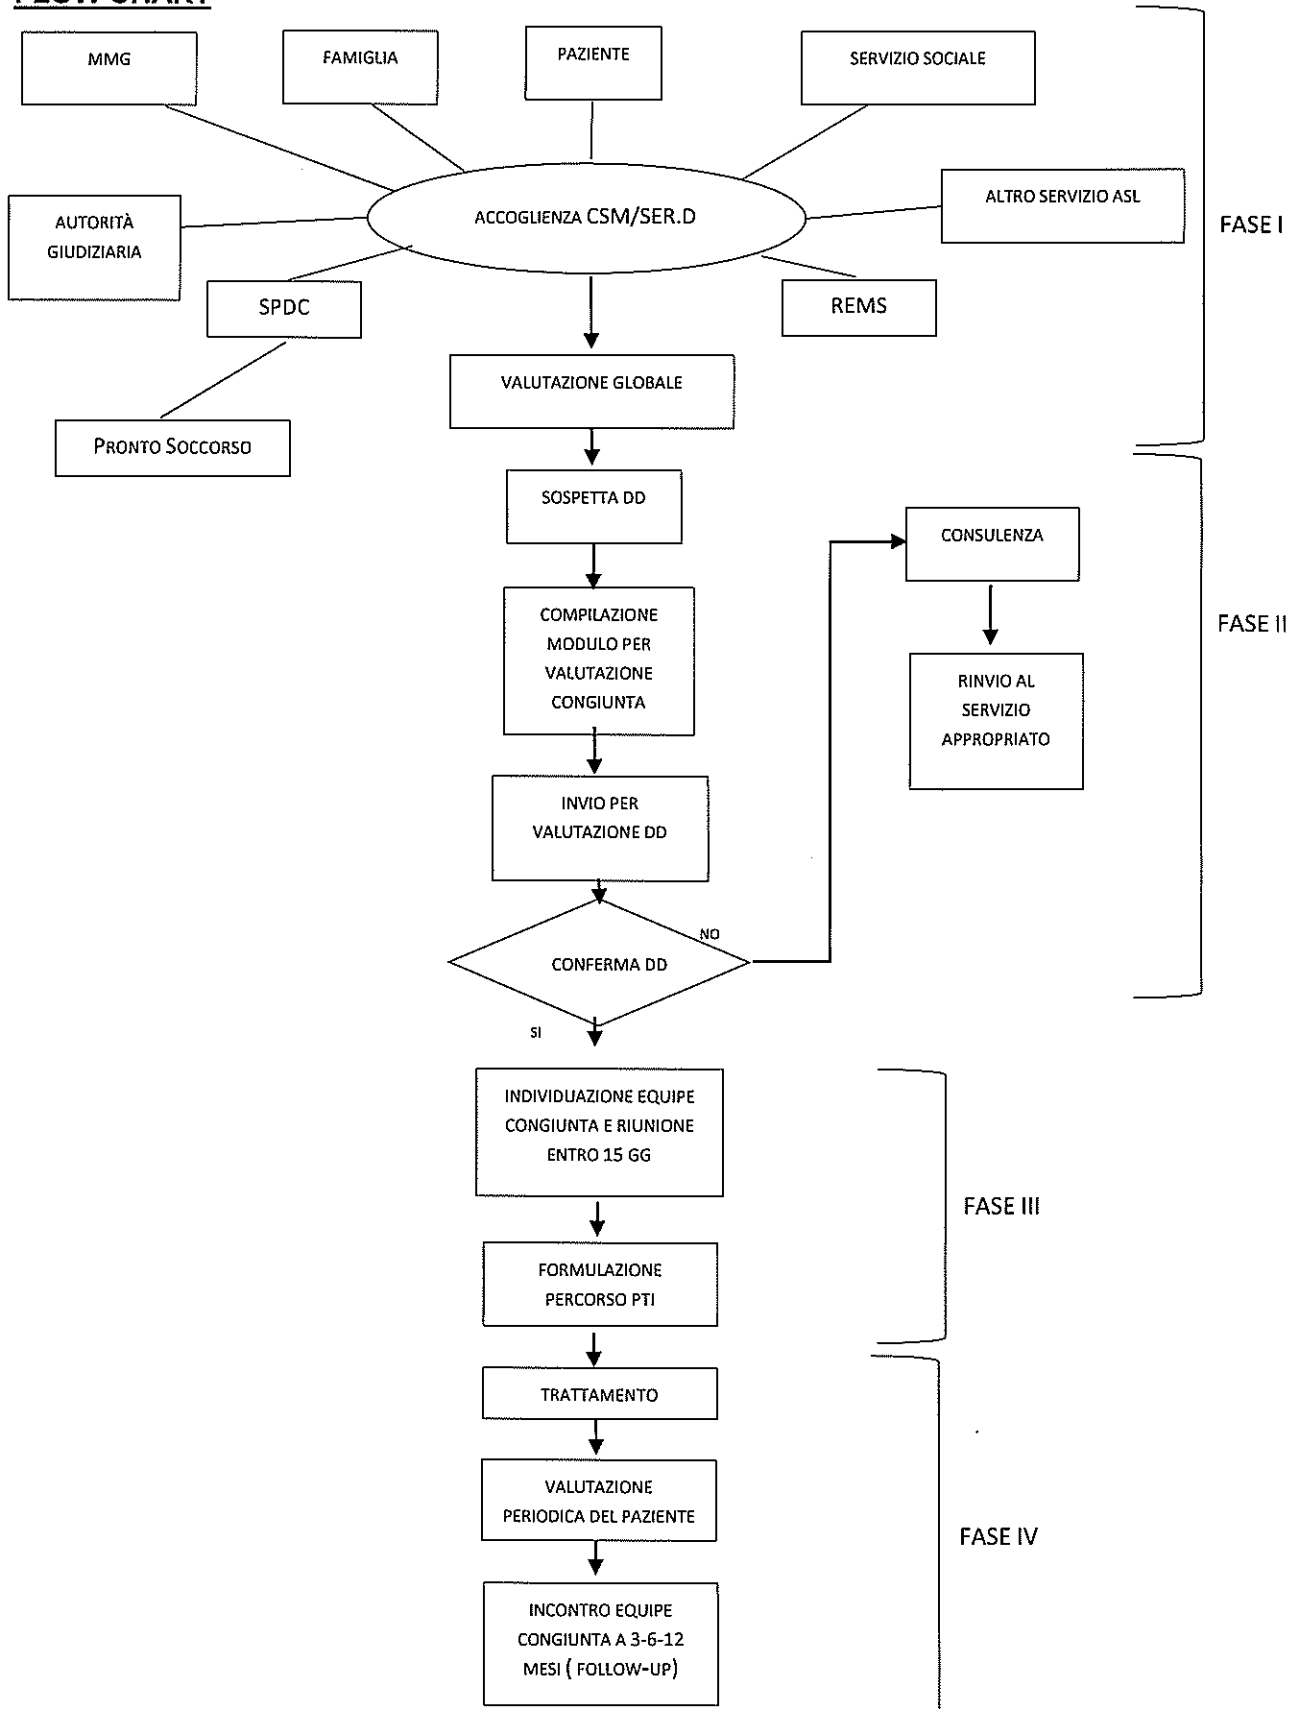 FLOW CHART
MMG
FAMIGLIA
PAZIENTE
SERVIZIO SOCIALE
AUTORITÀ
GIUDIZIARIA
ACCOGLIENZA CSM/SER.D
ALTRO SERVIZIO ASL
FASE I
SPDC
REMS
VALUTAZIONE GLOBALE
PRONTO SOCCORSO
SOSPETTA DD
CONSULENZA
COMPILAZIONE
MODULO PER
VALUTAZIONE
CONGIUNTA
FASE II
RINVIO AL
SERVIZIO
APPROPRIATO
INVIO PER
VALUTAZIONE DD
NO
CONFERMA DD
SI
INDIVIDUAZIONE EQUIPE
CONGIUNTA E RIUNIONE
ENTRO 15 GG
FASE III
FORMULAZIONE
PERCORSO PTI
TRATTAMENTO
VALUTAZIONE
PERIODICA DEL PAZIENTE
FASE IV
INCONTRO EQUIPE
CONGIUNTA A 3-6-12
MESI ( FOLLOW-UP)